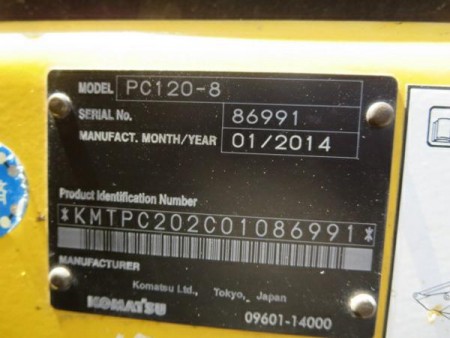 MODEL PC120-8
SERIAL No. 86991
MANUFACT. MONTH/YEAR 01/2014
Product Identification Number
*KMTPC202C01086991*
MANUFACTURER
Komatsu Ltd., Tokyo, Japan
KOMATSU
09601-14000